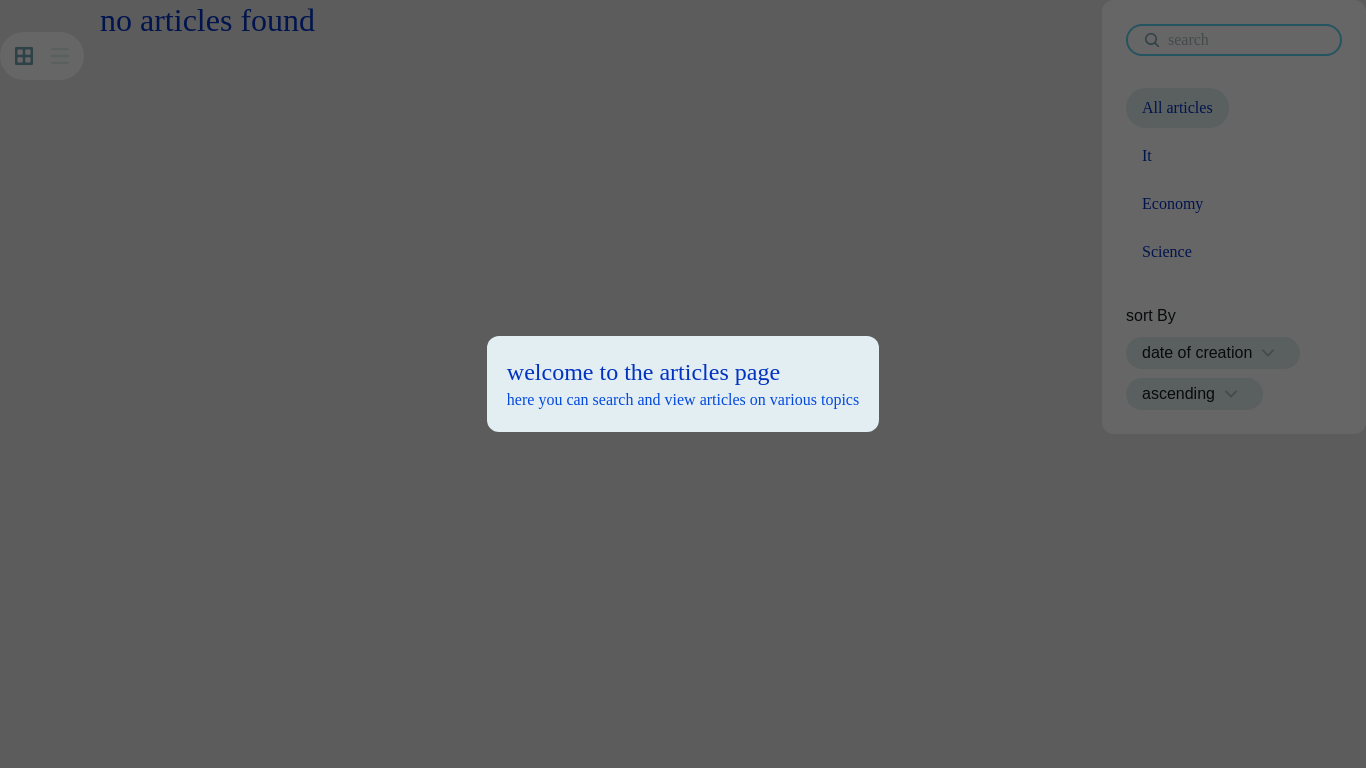 no articles found
search
All articles
It
Economy
Science
sort By
date of creation
ascending
welcome to the articles page
here you can search and view articles on various topics